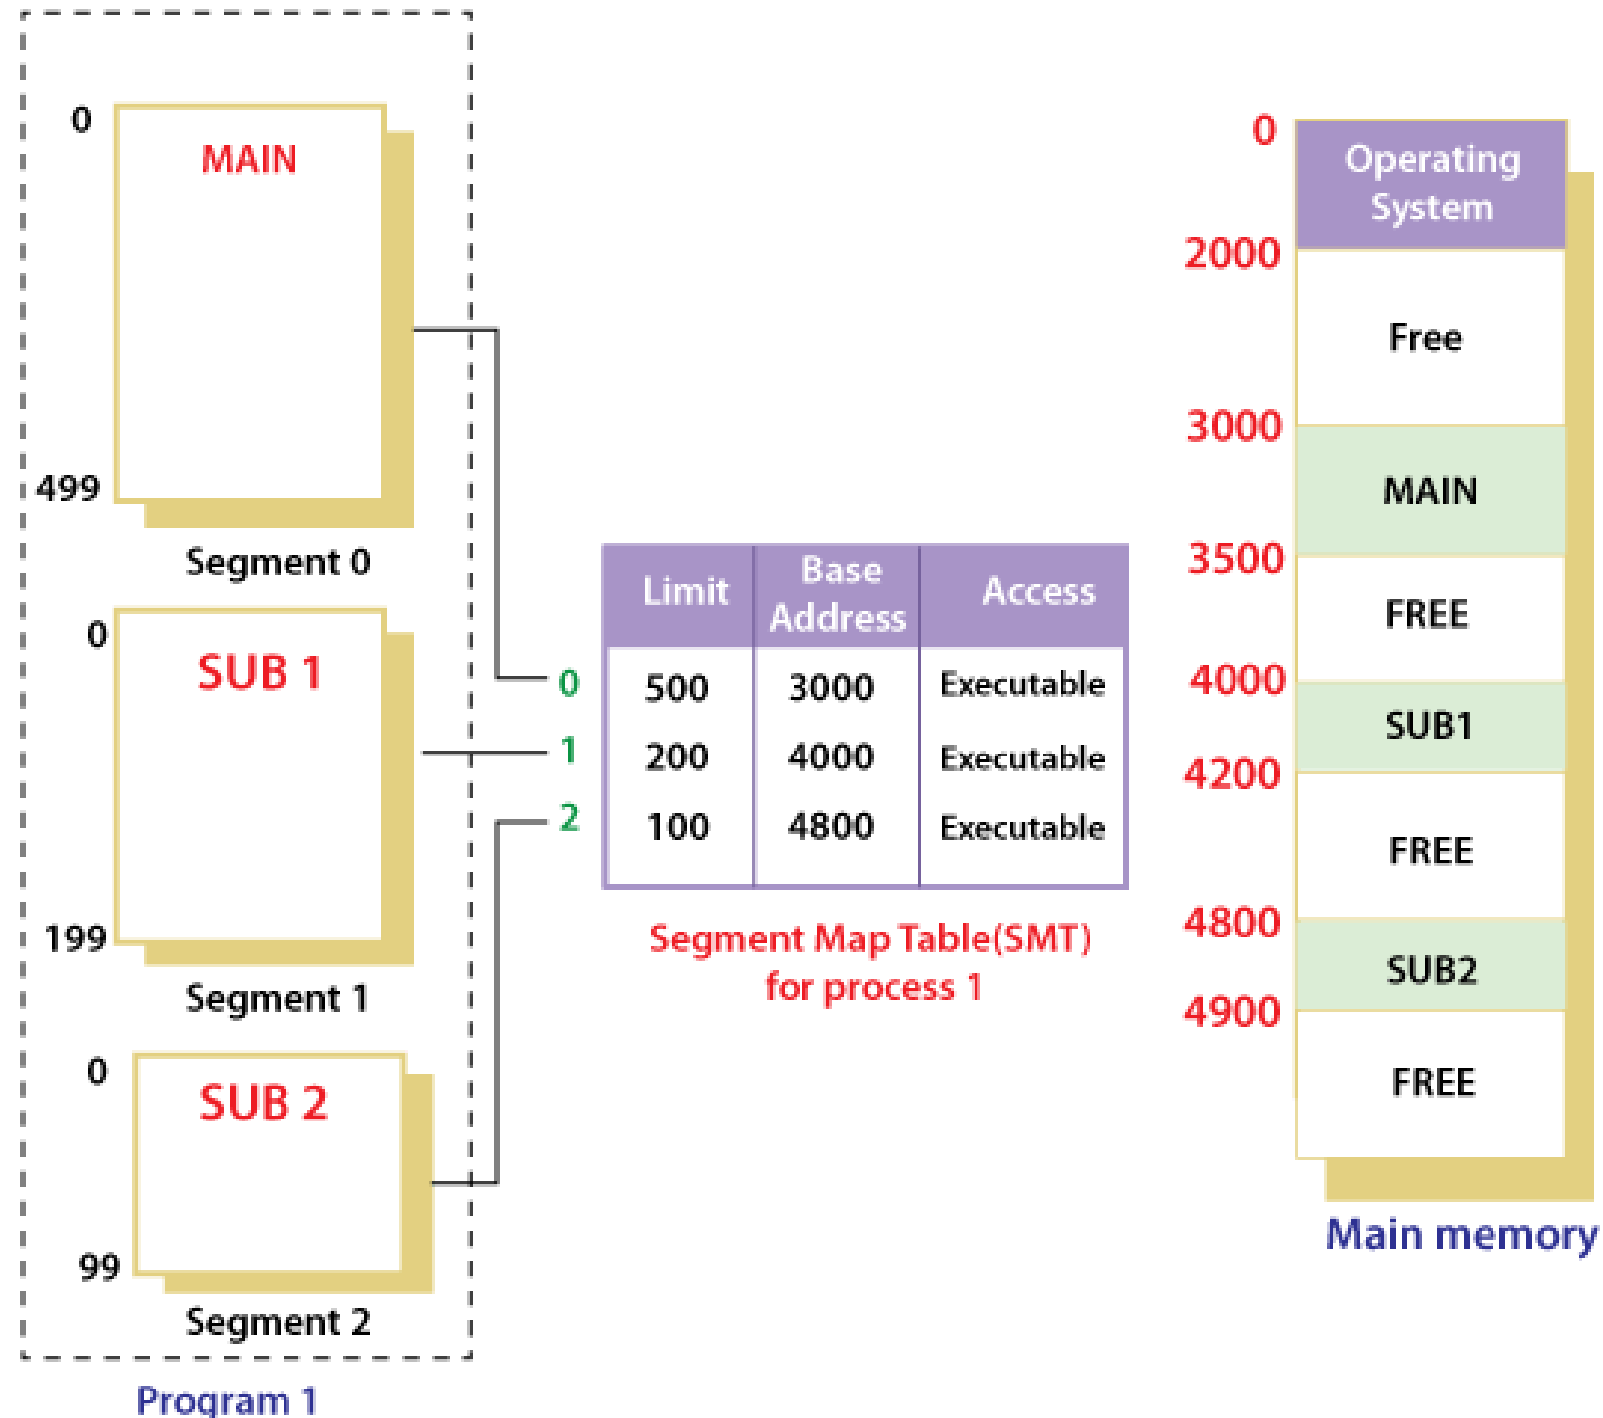 0
MAIN
499
Segment 0
0
SUB 1
199
Segment 1
0
SUB 2
99
Segment 2
Program 1
Limit Base Address Access
0 500 3000 Executable
1 200 4000 Executable
2 100 4800 Executable
Segment Map Table(SMT)
for process 1
0
Operating
System
2000
Free
3000
MAIN
3500
FREE
4000
SUB1
4200
FREE
4800
SUB2
4900
FREE
Main memory